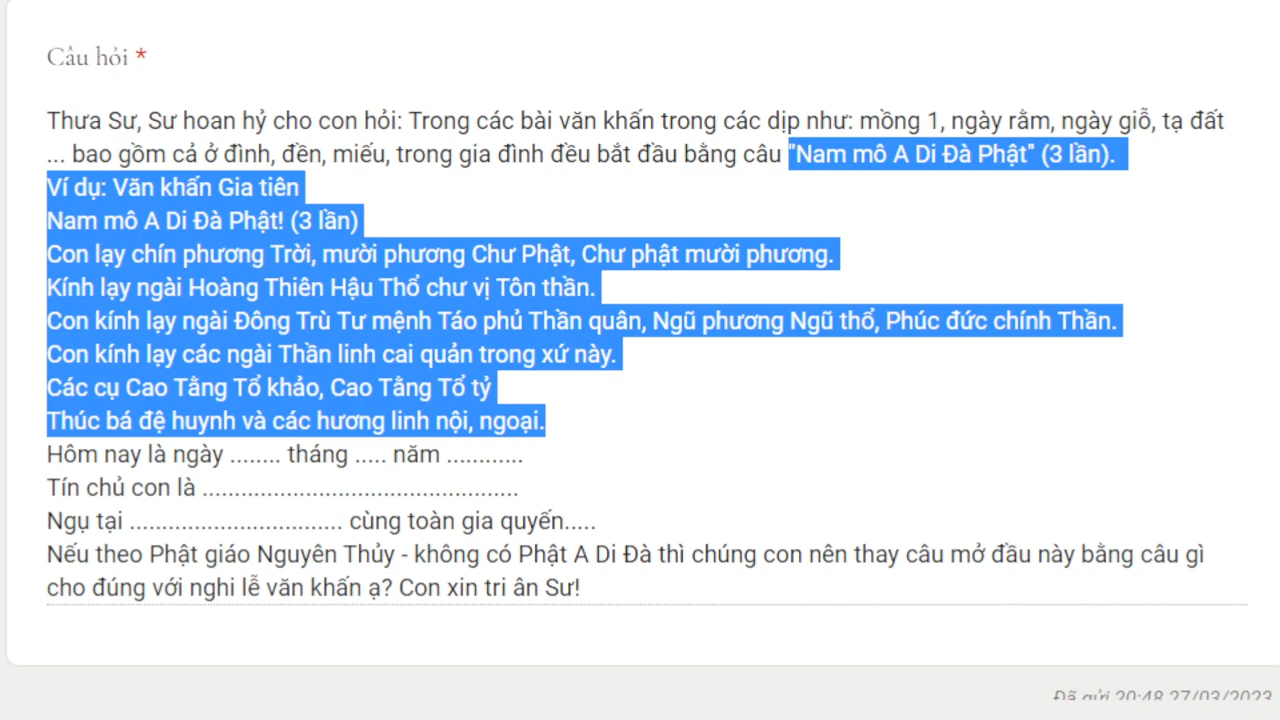 Câu hỏi *
Thưa Sư, Sư hoan hỷ cho con hỏi: Trong các bài văn khấn trong các dịp như: mồng 1, ngày rằm, ngày giỗ, tạ đất
... bao gồm cả ở đình, đền, miếu, trong gia đình đều bắt đầu bằng câu "Nam mô A Di Đà Phật" (3 lần).
Ví dụ: Văn khấn Gia tiên
Nam mô A Di Đà Phật! (3 lần)
Con lạy chín phương Trời, mười phương Chư Phật, Chư phật mười phương.
Kính lạy ngài Hoàng Thiên Hậu Thổ chư vị Tôn thần.
Con kính lạy ngài Đông Trù Tư mệnh Táo phủ Thần quân, Ngũ phương Ngũ thổ, Phúc đức chính Thần.
Con kính lạy các ngài Thần linh cai quản trong xứ này.
Các cụ Cao Tằng Tổ khảo, Cao Tằng Tổ tỷ
Thúc bá đệ huynh và các hương linh nội, ngoại.
Hôm nay là ngày ........ tháng ..... năm ............
Tín chủ con là .................................................
Ngụ tại ................................. cùng toàn gia quyến.....
Nếu theo Phật giáo Nguyên Thủy - không có Phật A Di Đà thì chúng con nên thay câu mở đầu này bằng câu gì
cho đúng với nghi lễ văn khấn ạ? Con xin tri ân Sư!
Đã gửi 20:48 27/03/2023